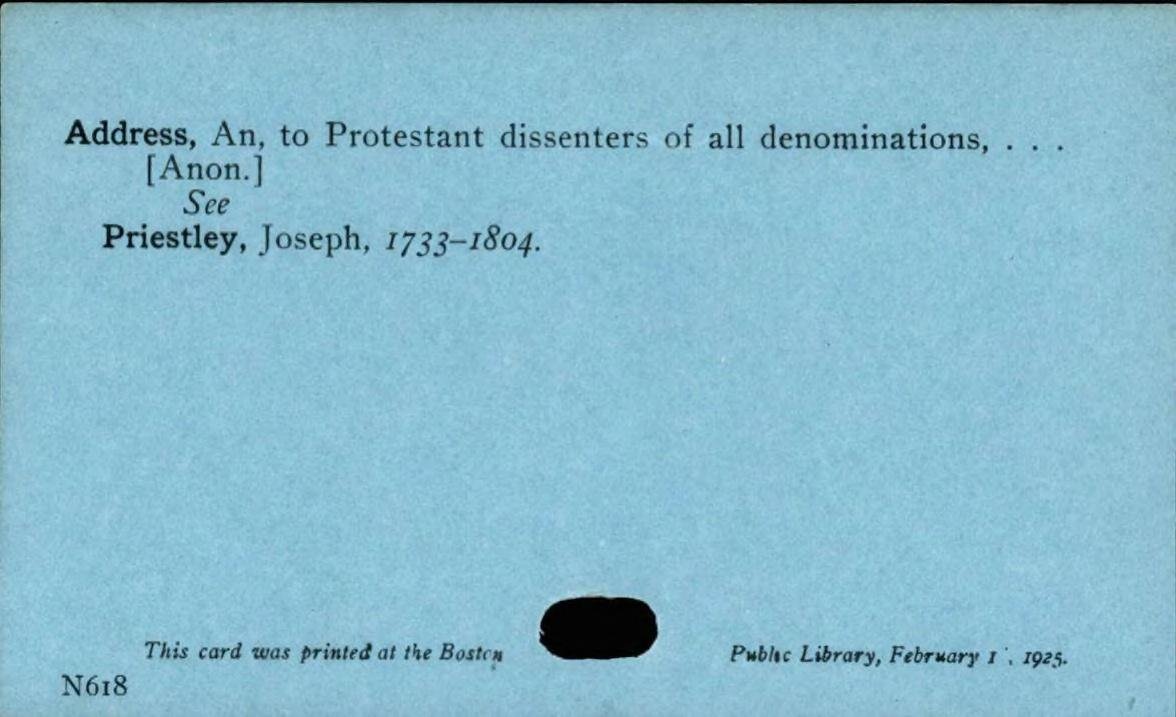 Address, An, to Protestant dissenters of all denominations, . . .
[Anon.]
See
Priestley, Joseph, 1733–1804.
This card was printed at the Boston Public Library, February 1 , 1925.
N618